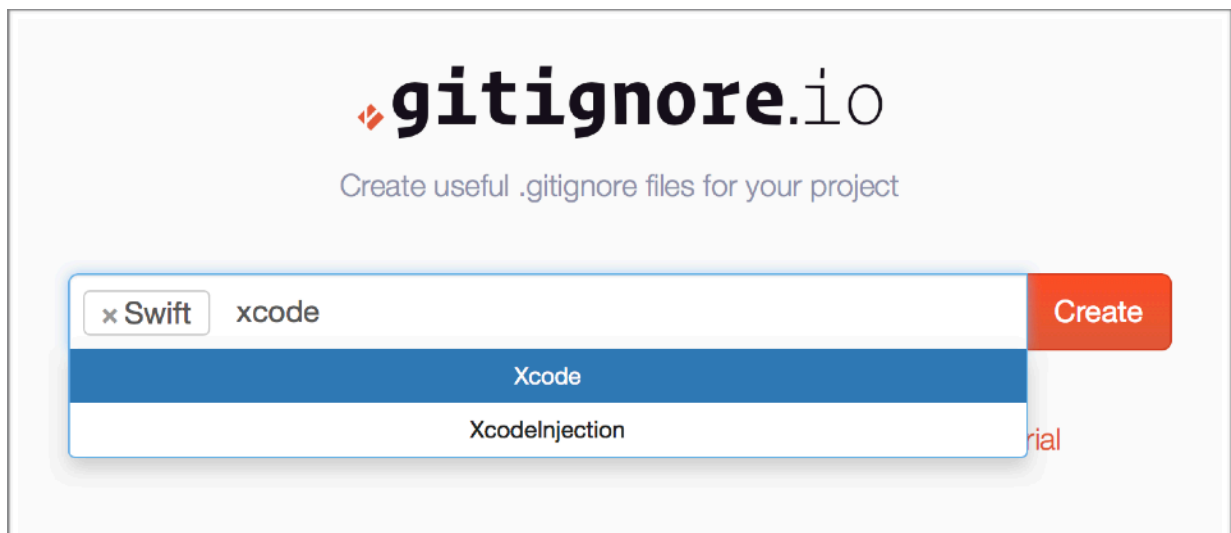 .gitignore.io
Create useful .gitignore files for your project
× Swift xcode Create
Xcode
XcodeInjection
rial